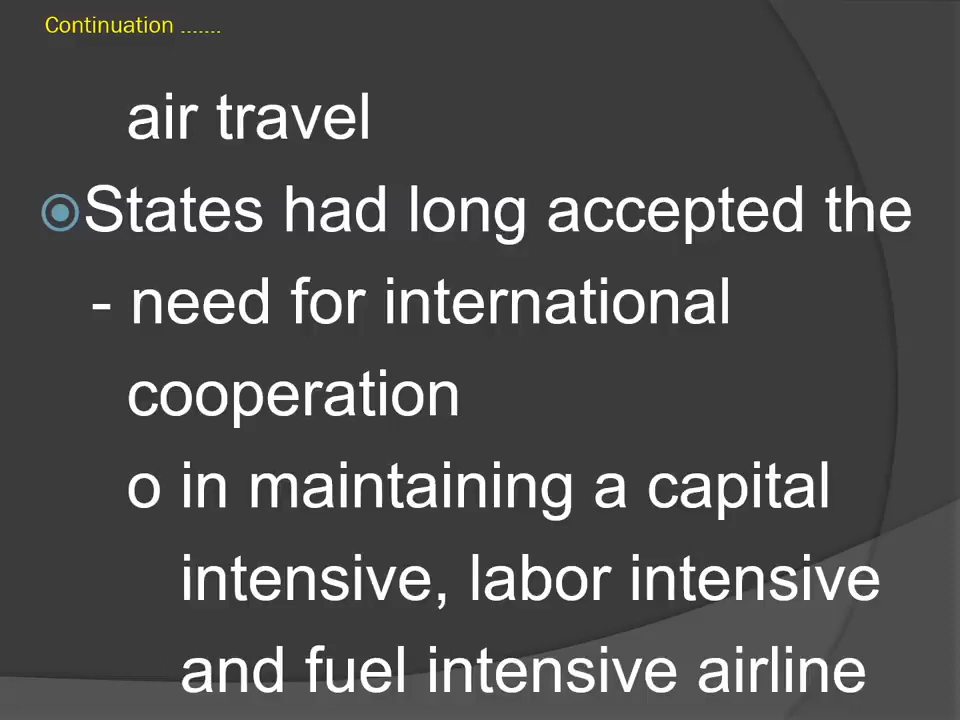 Continuation .......
air travel
States had long accepted the
- need for international
cooperation
o in maintaining a capital
intensive, labor intensive
and fuel intensive airline